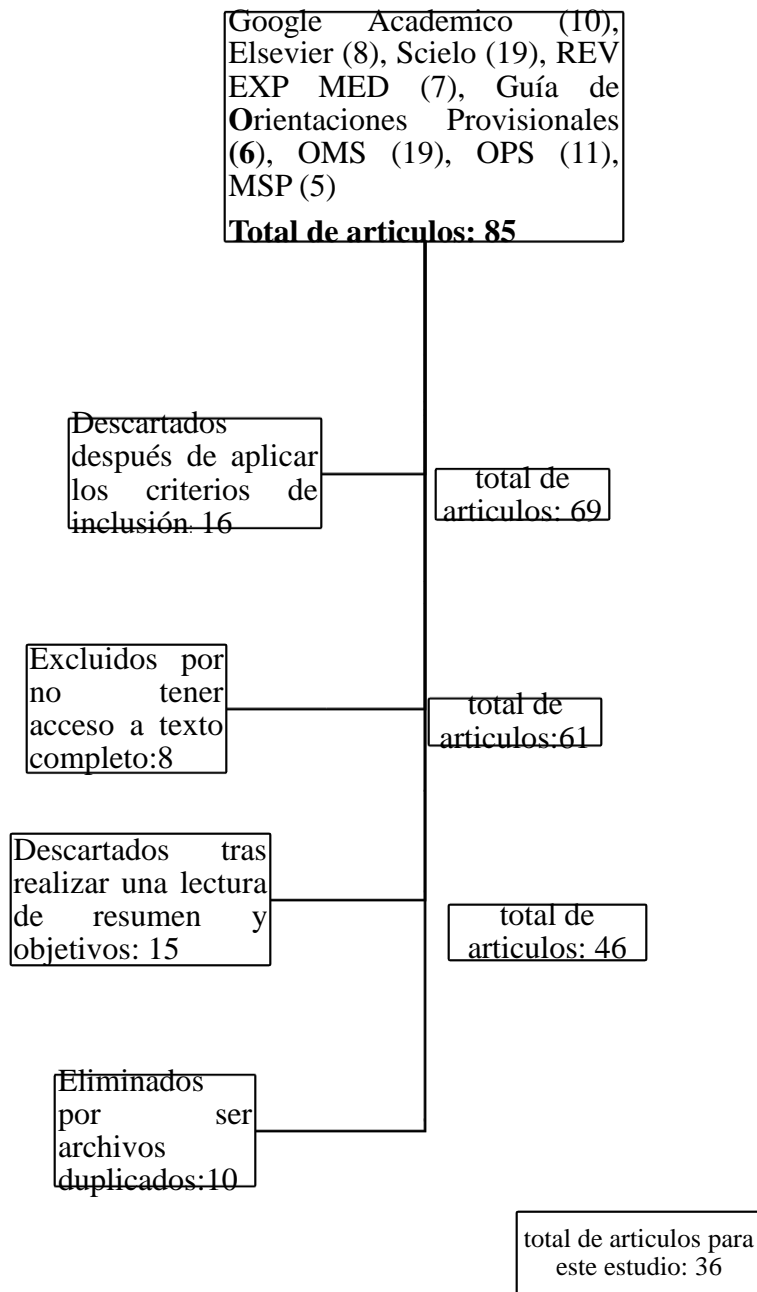 Google Academico (10),
Elsevier (8), Scielo (19), REV
EXP MED (7), Guía de
Orientaciones Provisionales
(6), OMS (19), OPS (11),
MSP (5)
Total de articulos: 85
Descartados
después de aplicar
los criterios de
inclusión: 16
total de
articulos: 69
Excluidos por
no tener
acceso a texto
completo:8
total de
articulos:61
Descartados tras
realizar una lectura
de resumen y
objetivos: 15
total de
articulos: 46
Eliminados
por ser
archivos
duplicados:10
total de articulos para
este estudio: 36